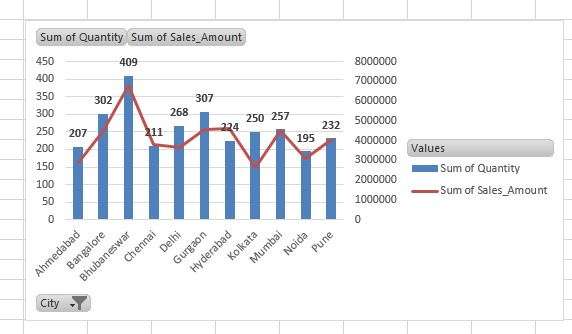 Sum of Quantity Sum of Sales_Amount
450
400
350
300
250
200
150
100
50
0
8000000
7000000
6000000
5000000
4000000
3000000
2000000
1000000
0
207
302
409
211
268
307
224
250
257
195
232
Ahmedabad
Bangalore
Bhubaneswar
Chennai
Delhi
Gurgaon
Hyderabad
Kolkata
Mumbai
Noida
Pune
Values
Sum of Quantity
Sum of Sales_Amount
City